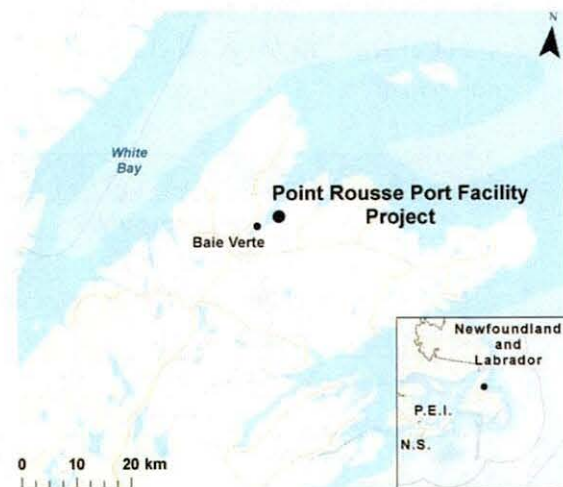 N
White
Bay
Point Rousse Port Facility
Project
Baie Verte
Newfoundland
and
Labrador
P.E.I.
N.S.
0 10 20 km